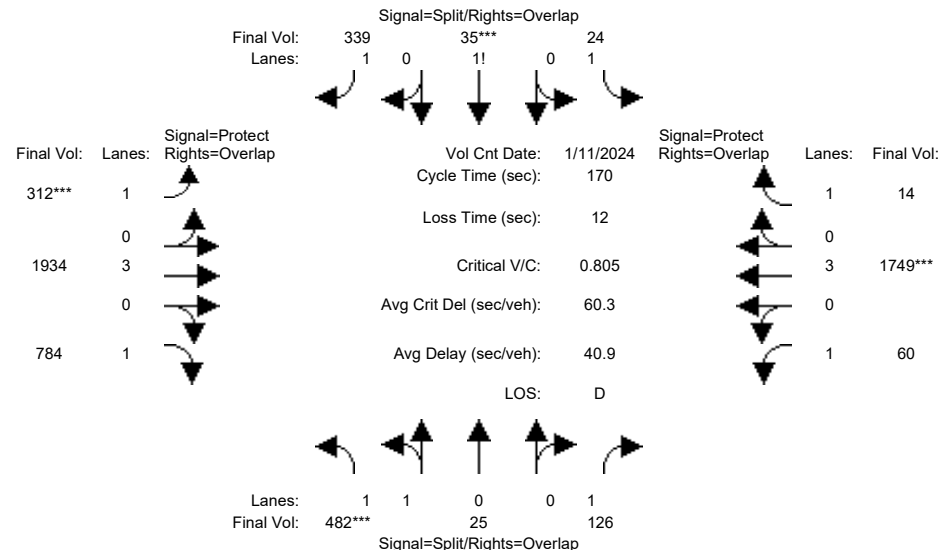 Signal=Split/Rights=Overlap
Final Vol: 339 35*** 24
Lanes: 1 0 1! 0 1
Signal=Protect Signal=Protect
Final Vol: Lanes: Rights=Overlap Vol Cnt Date: 1/11/2024 Rights=Overlap Lanes: Final Vol:
Cycle Time (sec): 170
312*** 1 1 14
Loss Time (sec): 12
0 0
1934 3 Critical V/C: 0.805 3 1749***
0 Avg Crit Del (sec/veh): 60.3 0
784 1 Avg Delay (sec/veh): 40.9 1 60
LOS: D
Lanes: 1 1 0 0 1
Final Vol: 482*** 25 126
Signal=Split/Rights=Overlap